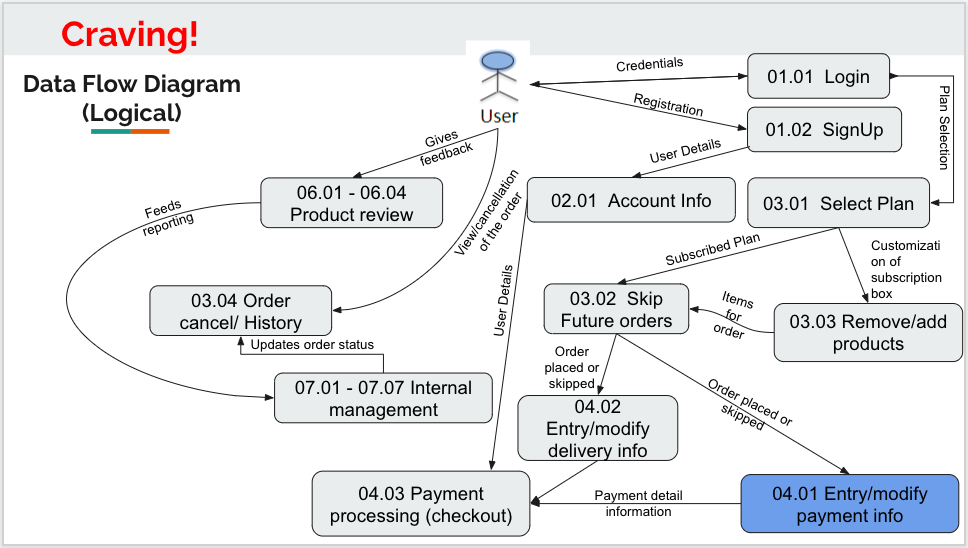 Craving!
Data Flow Diagram
(Logical)
User
Credentials
01.01  Login
Registration
01.02  SignUp
Plan Selection
Gives
feedback
User Details
06.01 - 06.04
Product review
View/cancellation
of the order
02.01  Account Info
03.01  Select Plan
Feeds
reporting
Subscribed Plan
Customizati
on of
subscription
box
User Details
03.04 Order
cancel/ History
03.02  Skip
Future orders
Items
for
order
03.03 Remove/add
products
Updates order status
Order
placed or
skipped
07.01 - 07.07 Internal
management
Order placed or
skipped
04.02
Entry/modify
delivery info
04.03 Payment
processing (checkout)
Payment detail
information
04.01 Entry/modify
payment info